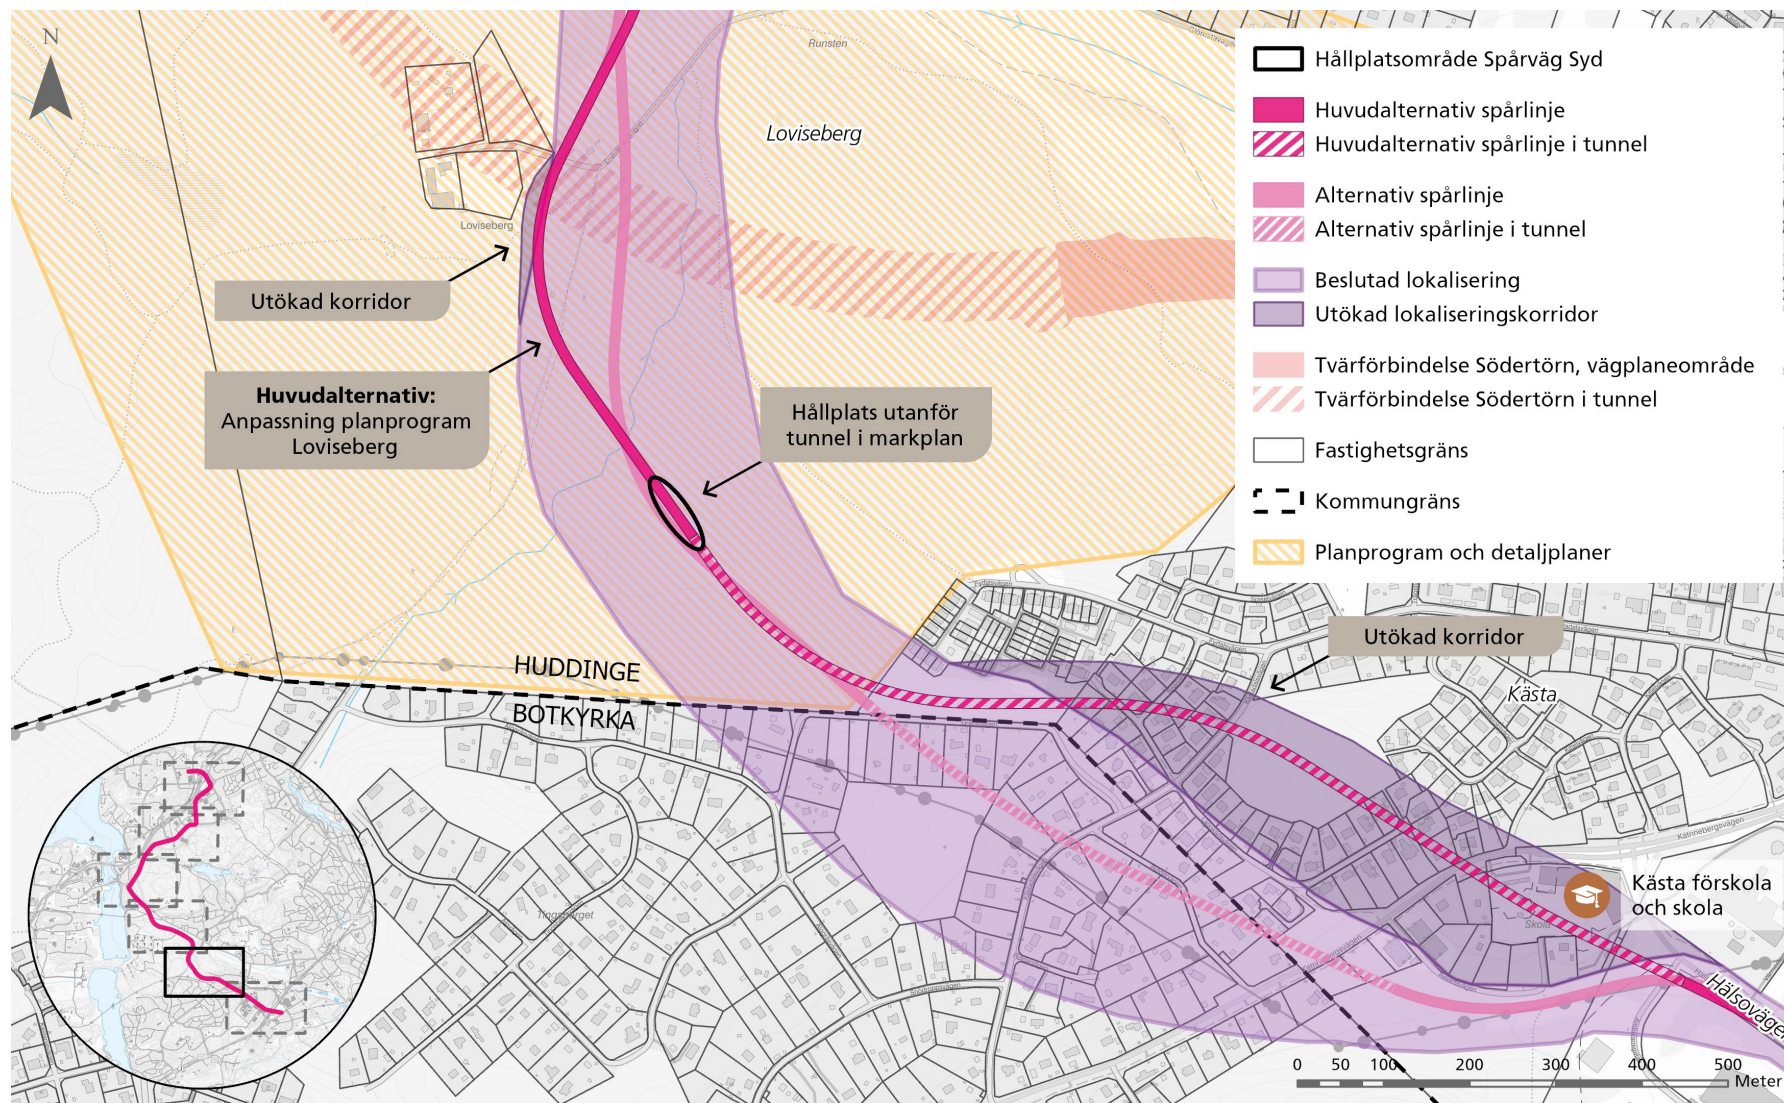 N
Runsten
Loviseberg
Loviseberg
Utökad korridor
Huvudalternativ:
Anpassning planprogram
Loviseberg
Hållplats utanför
tunnel i markplan
Hållplatsområde Spårväg Syd
Huvudalternativ spårlinje
Huvudalternativ spårlinje i tunnel
Alternativ spårlinje
Alternativ spårlinje i tunnel
Beslutad lokalisering
Utökad lokaliseringskorridor
Tvärförbindelse Södertörn, vägplaneområde
Tvärförbindelse Södertörn i tunnel
Fastighetsgräns
Kommungräns
Planprogram och detaljplaner
Utökad korridor
HUDDINGE
BOTKYRKA
Kästa
Katrinebergsvägen
Kästa förskola
och skola
Skola
Hälsovägen
0 50 100 200 300 400 500
Meter